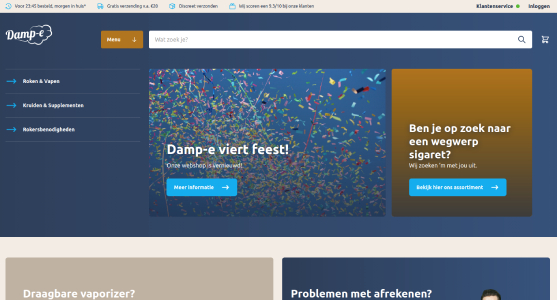 Voor 23:45 besteld, morgen in huis*
Gratis verzending v.a. €20
Discreet verzonden
Wij scoren een 9.3/10 bij onze klanten
Klantenservice
Inloggen
Damp-e
Menu
Wat zoek je?
Roken & Vapen
Kruiden & Supplementen
Rokersbenodigheden
Damp-e viert feest!
Onze webshop is vernieuwd!
Meer informatie
Ben je op zoek naar
een wegwerp
sigaret?
Wij zoeken 'm met jou uit.
Bekijk hier ons assortiment
Draagbare vaporizer?
Problemen met afrekenen?